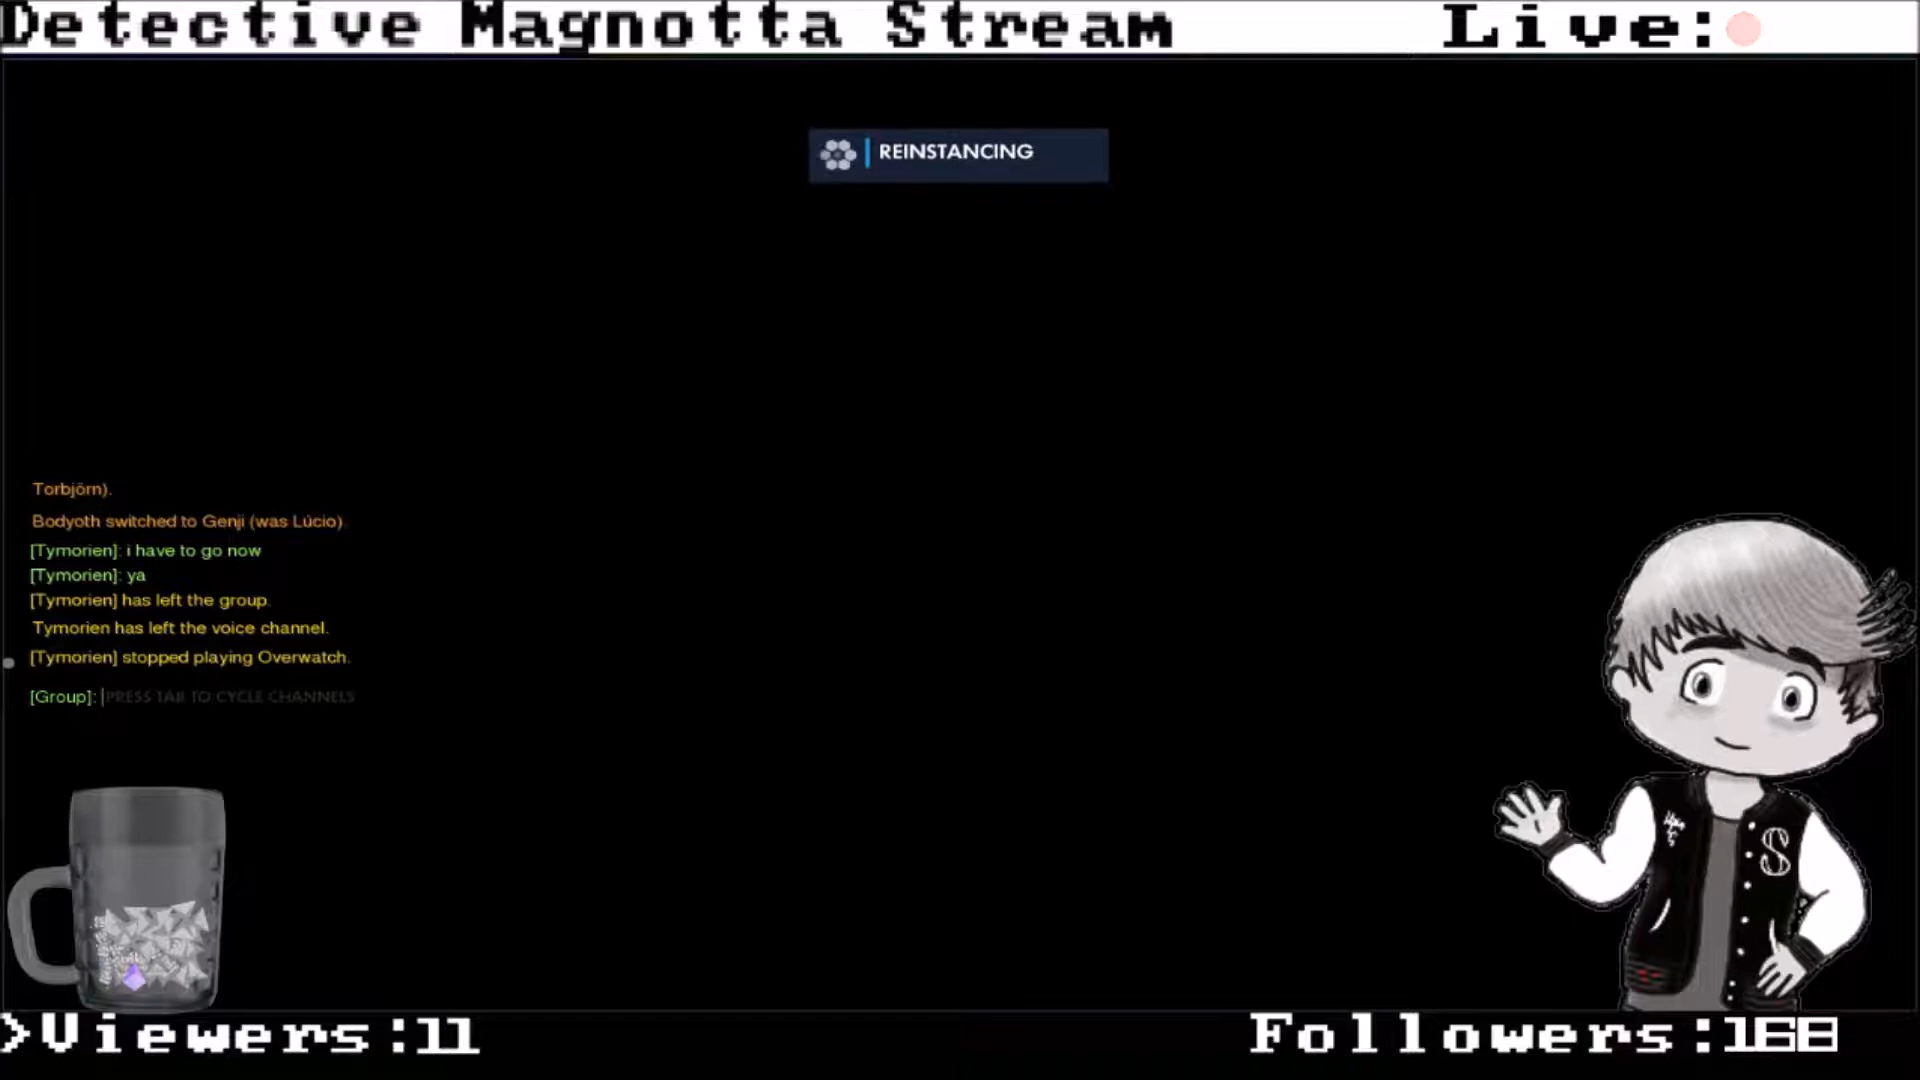 Detective Magnotta Stream Live:
REINSTANCING
Torbjörn).
Bodyoth switched to Genji (was Lúcio).
[Tymorien]: i have to go now
[Tymorien]: ya
[Tymorien] has left the group.
Tymorien has left the voice channel.
[Tymorien] stopped playing Overwatch.
[Group]: PRESS TAB TO CYCLE CHANNELS
S
>Viewers:11 Followers:168